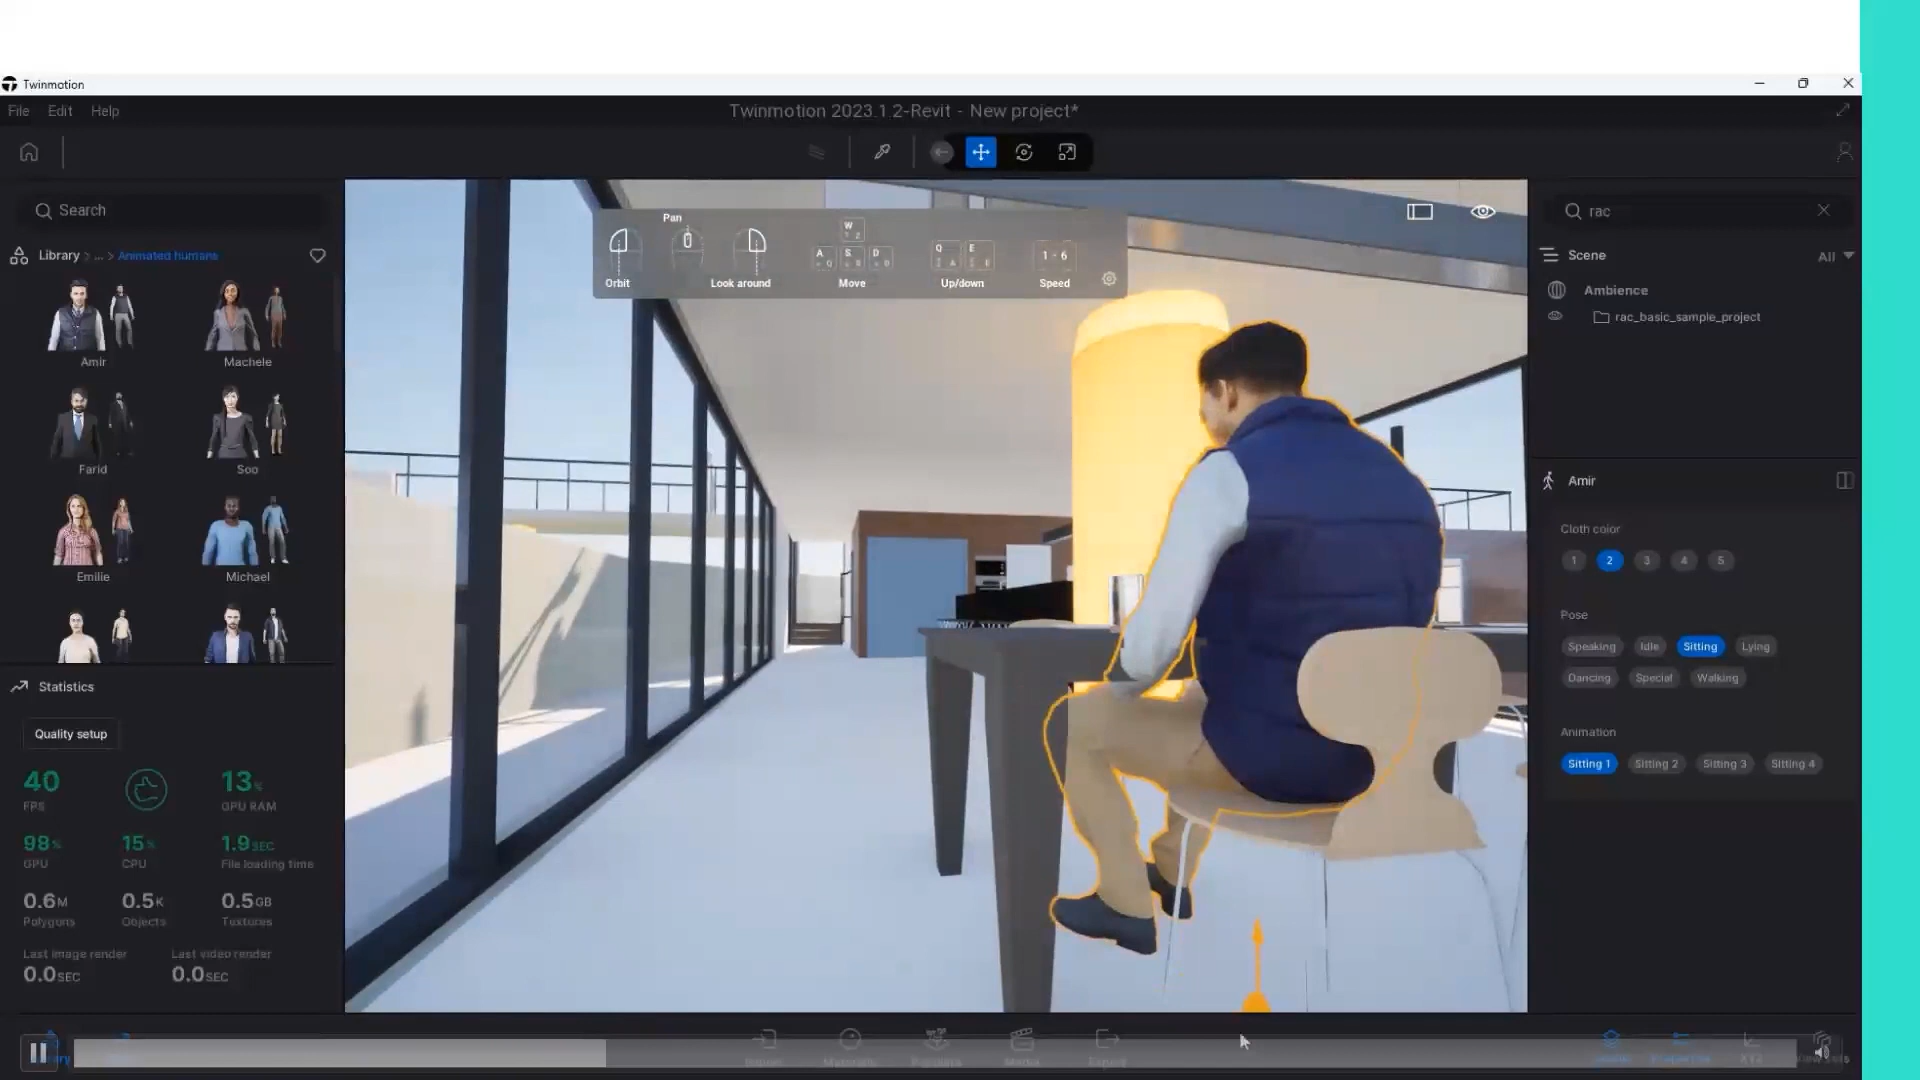 Twinmotion
File Edit Help
Twinmotion 2023.1.2-Revit - New project*
Search
Library > ... > Animated humans
Amir Machele
Farid Soo
Emilie Michael
Statistics
Quality setup
40 13%
FPS GPU RAM
98% 15% 1.9SEC
GPU CPU File loading time
0.6M 0.5K 0.5GB
Polygons Objects Textures
Last image render Last video render
0.0SEC 0.0SEC
Pan
W
A S D
Q E
1 - 6
Orbit Look around Move Up/down Speed
rac
Scene All
Ambience
rac_basic_sample_project
Amir
Cloth color
1 2 3 4 5
Pose
Speaking Idle Sitting Lying
Dancing Special Walking
Animation
Sitting 1 Sitting 2 Sitting 3 Sitting 4